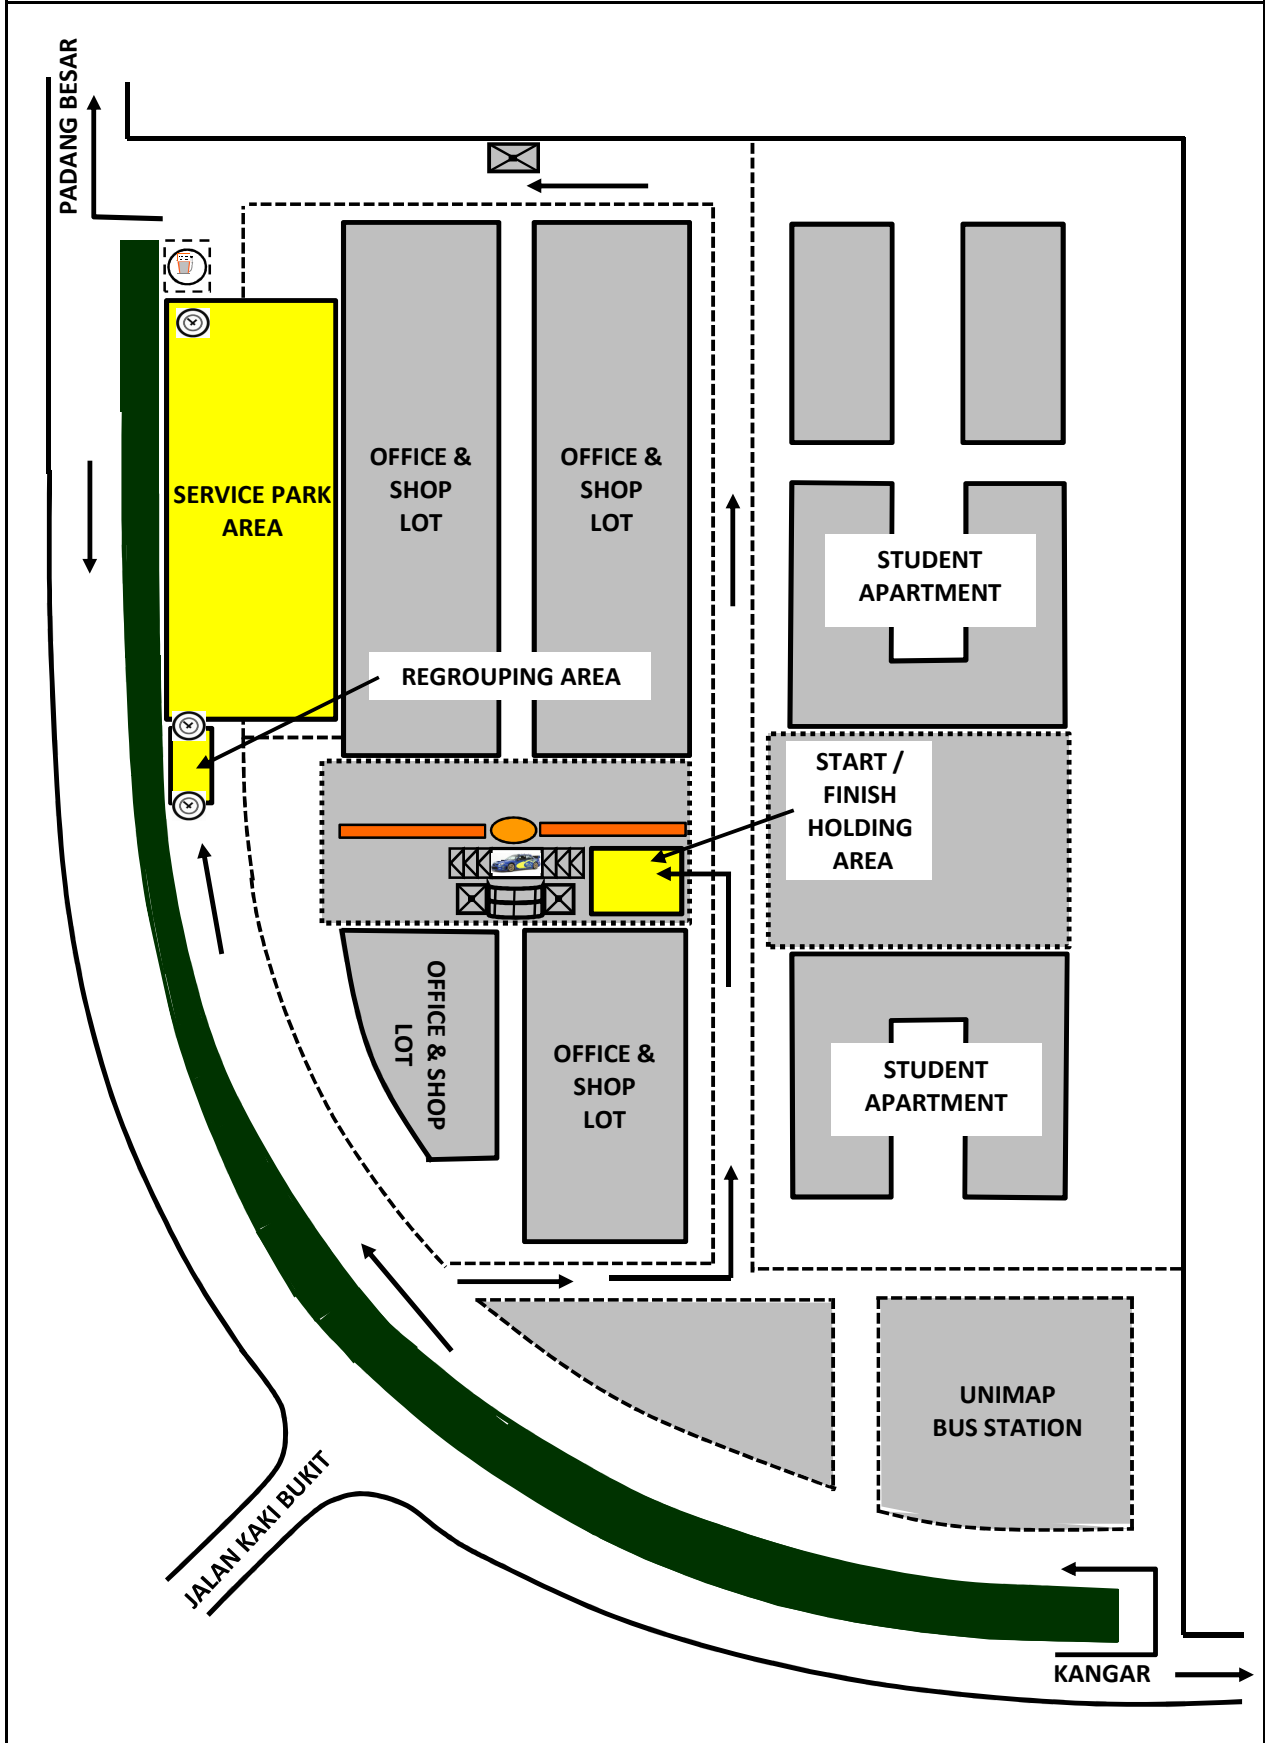 PADANG BESAR
OFFICE &
SHOP
LOT
OFFICE &
SHOP
LOT
SERVICE PARK
AREA
STUDENT
APARTMENT
REGROUPING AREA
START /
FINISH
HOLDING
AREA
OFFICE & SHOP
LOT
OFFICE &
SHOP
LOT
STUDENT
APARTMENT
UNIMAP
BUS STATION
JALAN KAKI BUKIT
KANGAR